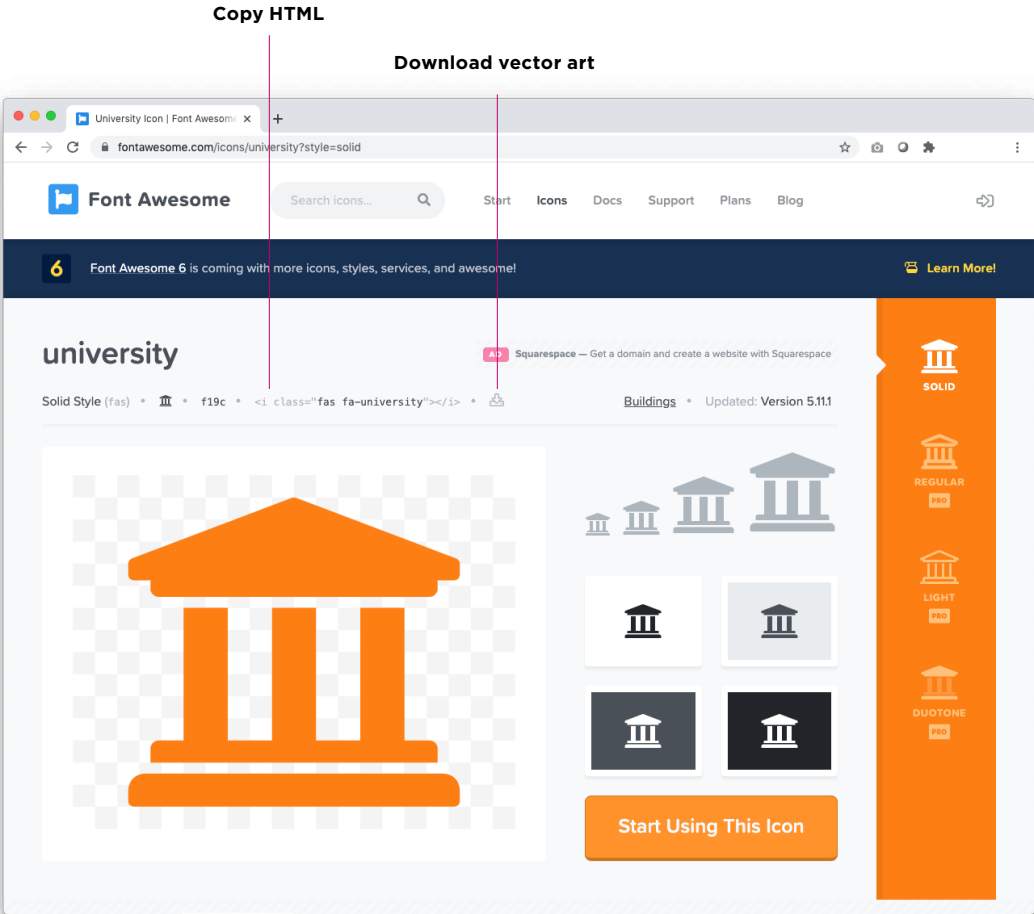 Copy HTML
Download vector art
University Icon | Font Awesom
fontawesome.com/icons/university?style=solid
Font Awesome
Search icons...
Start Icons Docs Support Plans Blog
6 Font Awesome 6 is coming with more icons, styles, services, and awesome! Learn More!
university
AD Squarespace — Get a domain and create a website with Squarespace
Solid Style (fas) • • f19c • <i class="fas fa-university"></i> • Buildings • Updated: Version 5.11.1
SOLID
REGULAR
PRO
LIGHT
PRO
DUOTONE
PRO
Start Using This Icon